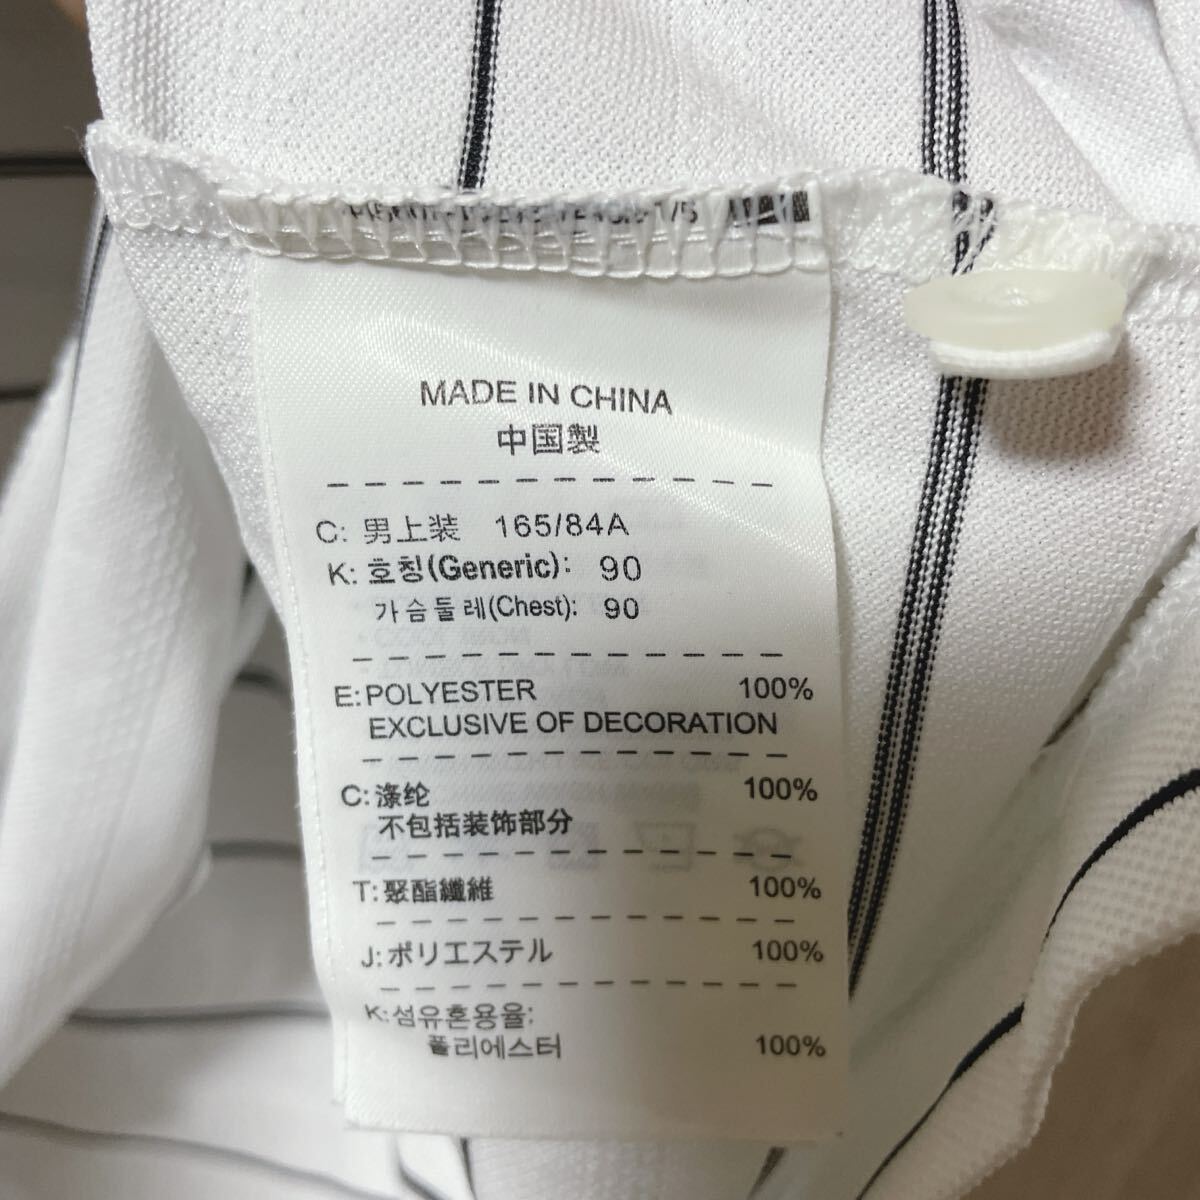 MADE IN CHINA
中国製
C: 男上装 165/84A
K: 호칭(Generic): 90
가슴둘레(Chest): 90
E: POLYESTER 100%
EXCLUSIVE OF DECORATION
C: 涤纶 100%
不包括装饰部分
T: 聚酯纖維 100%
J: ポリエステル 100%
K: 섬유혼용율:
폴리에스터 100%